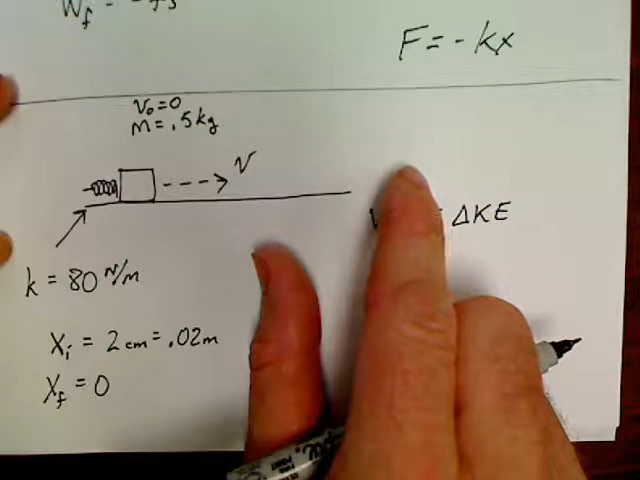 F = - kx
v₀ = 0
m = .5 kg
V
= ΔKE
k = 80 N/m
Xᵢ = 2 cm = .02 m
X_f = 0